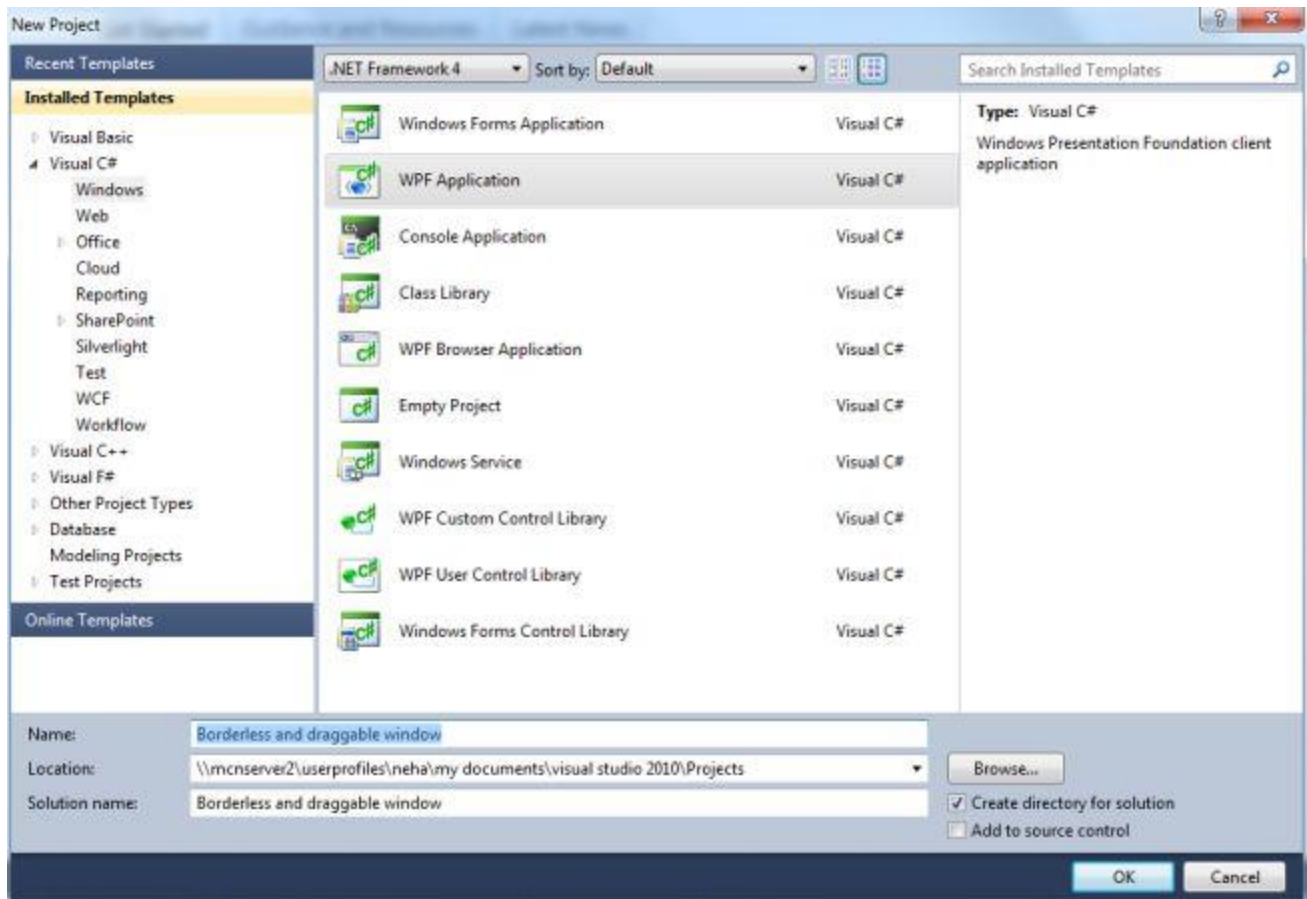 New Project
Recent Templates
Installed Templates
Visual Basic
Visual C#
Windows
Web
Office
Cloud
Reporting
SharePoint
Silverlight
Test
WCF
Workflow
Visual C++
Visual F#
Other Project Types
Database
Modeling Projects
Test Projects
Online Templates
.NET Framework 4 Sort by: Default
Windows Forms Application Visual C#
WPF Application Visual C#
Console Application Visual C#
Class Library Visual C#
WPF Browser Application Visual C#
Empty Project Visual C#
Windows Service Visual C#
WPF Custom Control Library Visual C#
WPF User Control Library Visual C#
Windows Forms Control Library Visual C#
Search Installed Templates
Type: Visual C#
Windows Presentation Foundation client
application
Name: Borderless and draggable window
Location: \\mcnserver2\userprofiles\neha\my documents\visual studio 2010\Projects Browse...
Solution name: Borderless and draggable window
Create directory for solution
Add to source control
OK Cancel